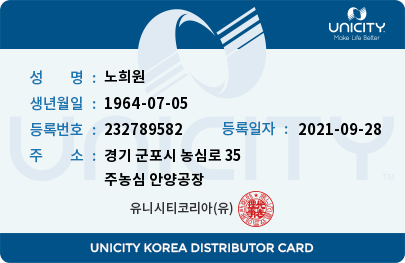 UNICITY
Make Life Better
성 명 : 노희원
생년월일 : 1964-07-05
등록번호 : 232789582 등록일자 : 2021-09-28
주 소 : 경기 군포시 농심로 35
주농심 안양공장
유니시티코리아(유)
UNICITY
TM
UNICITY KOREA DISTRIBUTOR CARD